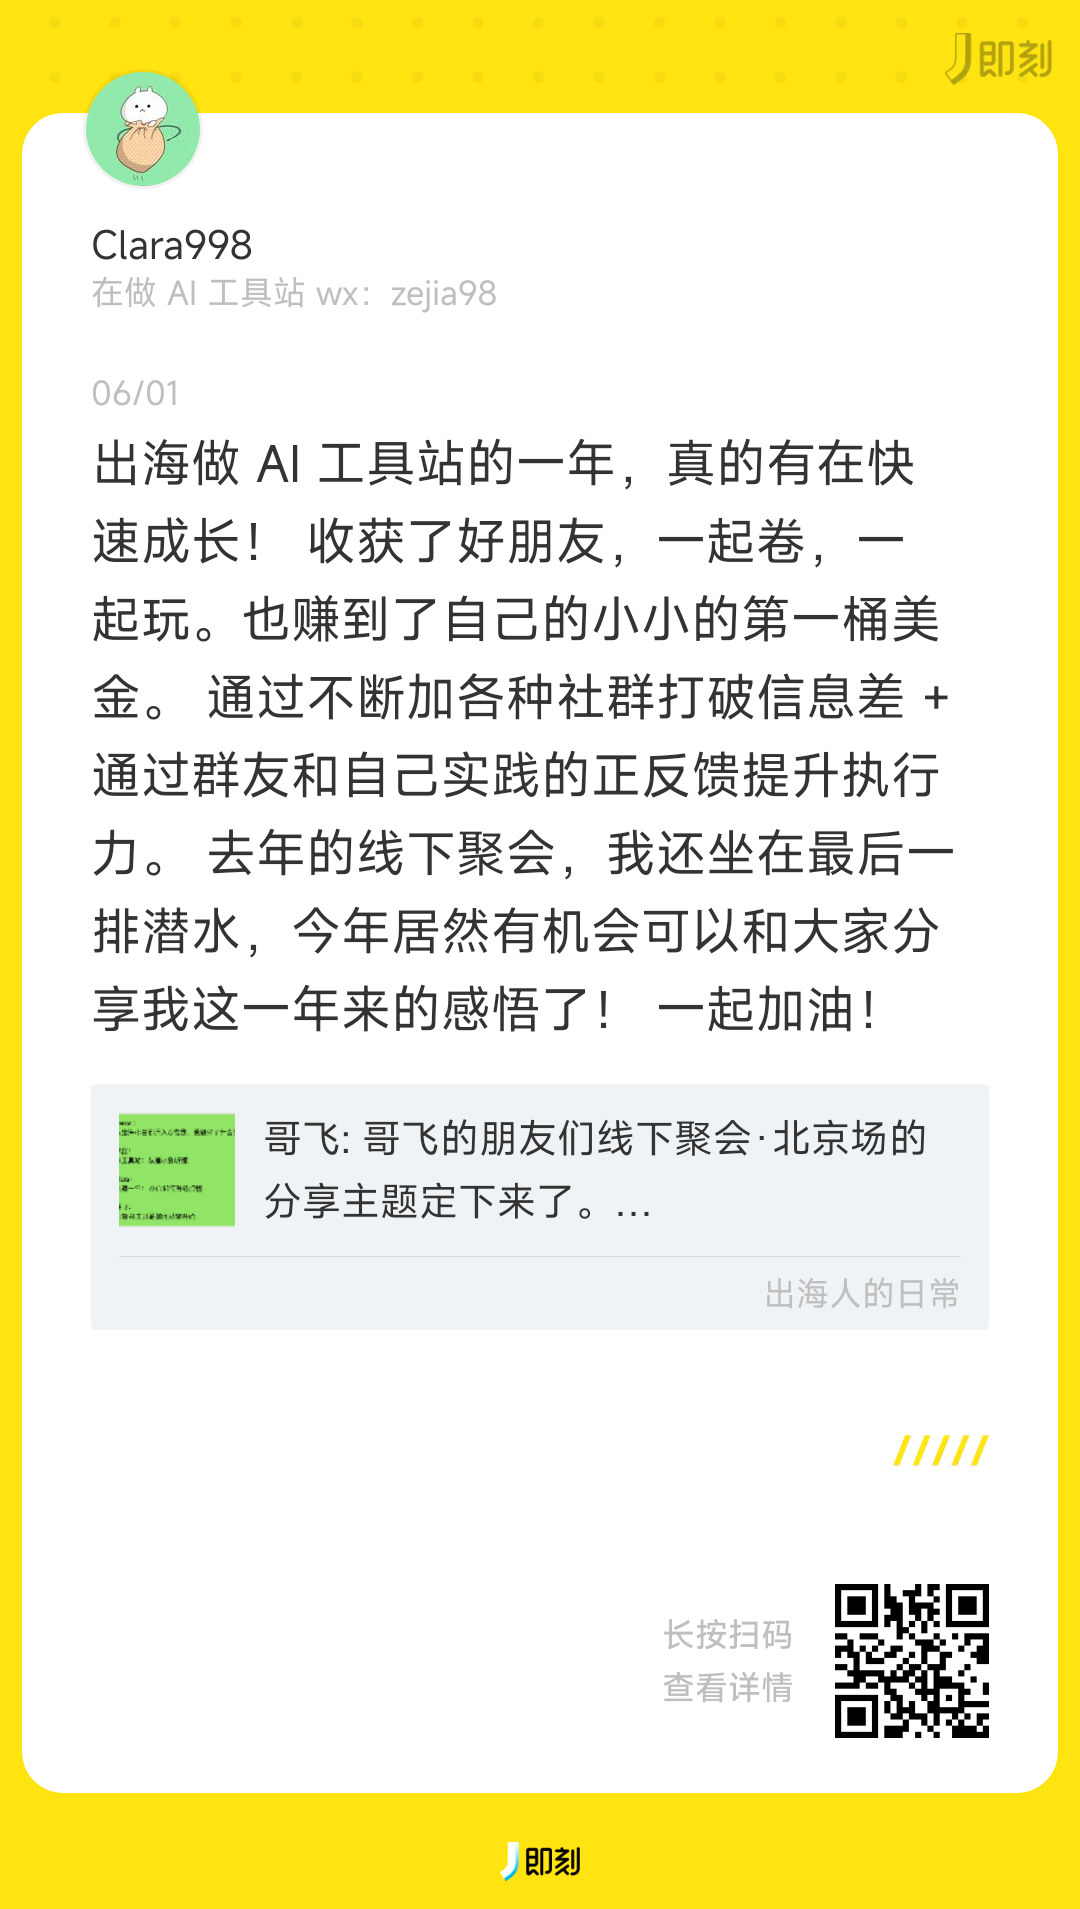 即刻
Clara998
在做 AI 工具站 wx：zejia98
06/01
出海做 AI 工具站的一年，真的有在快
速成长！ 收获了好朋友，一起卷，一
起玩。也赚到了自己的小小的第一桶美
金。 通过不断加各种社群打破信息差 +
通过群友和自己实践的正反馈提升执行
力。 去年的线下聚会，我还坐在最后一
排潜水，今年居然有机会可以和大家分
享我这一年来的感悟了！ 一起加油！
哥飞: 哥飞的朋友们线下聚会·北京场的
分享主题定下来了。...
出海人的日常
长按扫码
查看详情
即刻